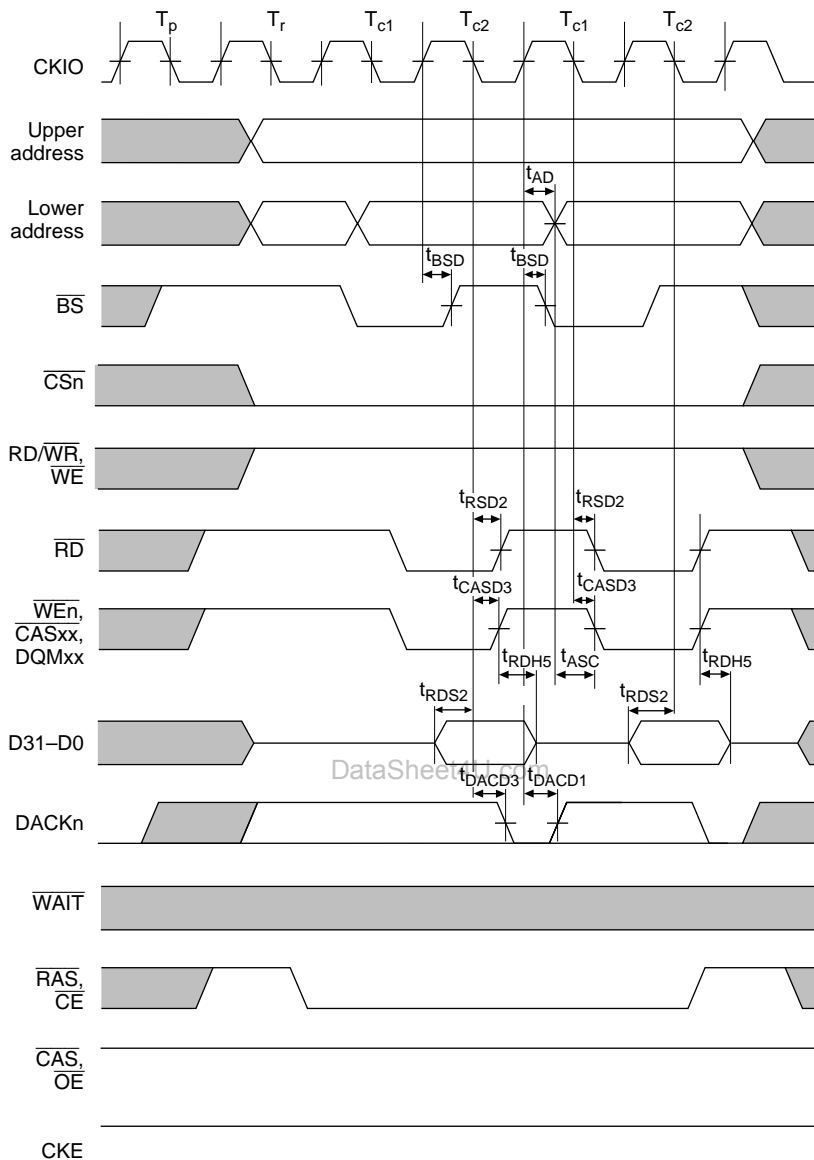 Tp Tr Tc1 Tc2 Tc1 Tc2
CKIO
Upper
address
tAD
Lower
address
tBSD tBSD
BS
CSn
RD/WR,
WE
tRSD2 tRSD2
RD
tCASD3 tCASD3
WEn,
CASxx,
DQMxx
tRDH5 tASC tRDH5
tRDS2 tRDS2
D31–D0
DataSheet4U.com
tDACD3 tDACD1
DACKn
WAIT
RAS,
CE
CAS,
OE
CKE